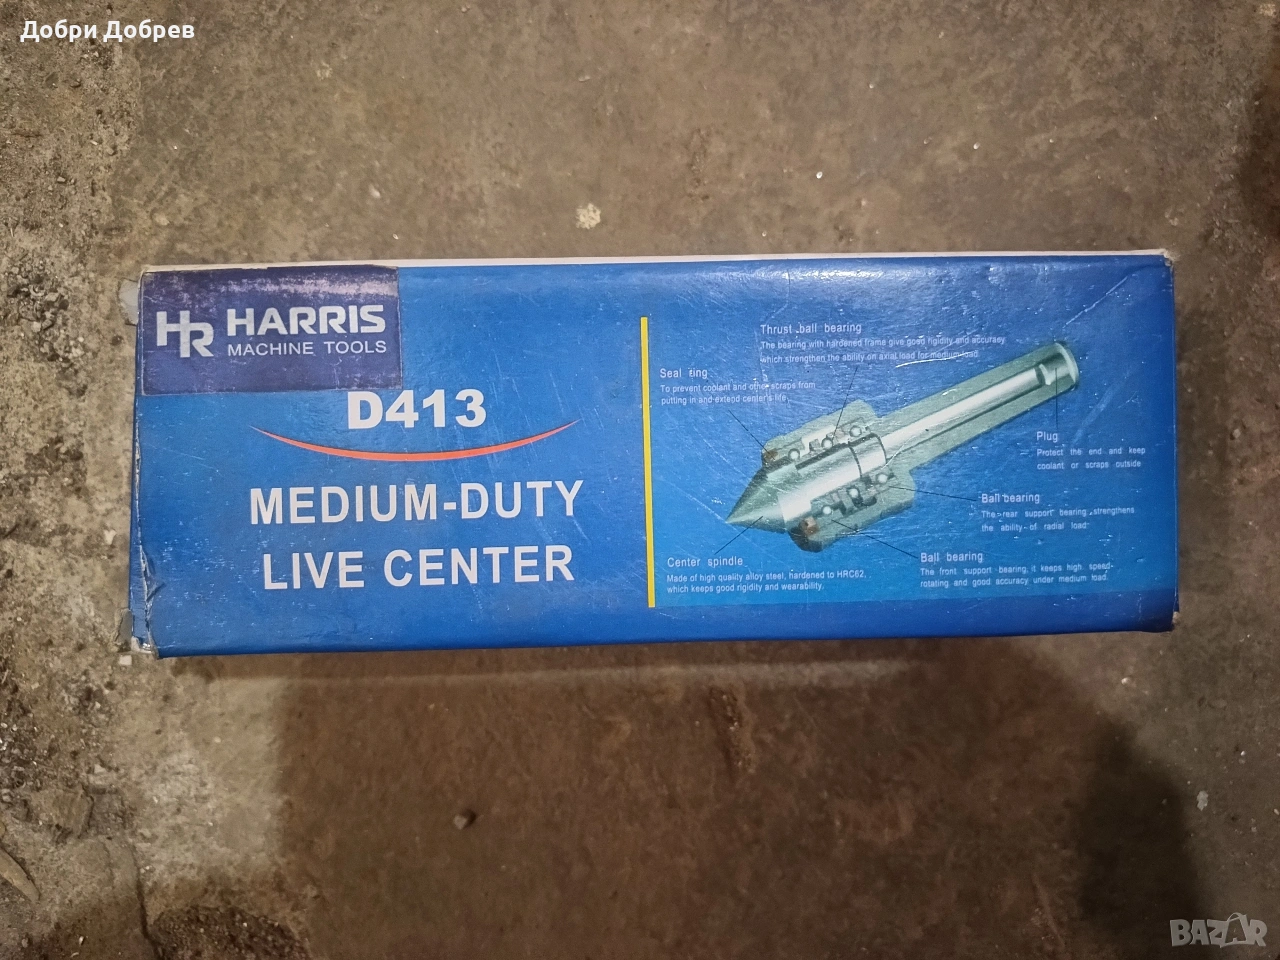 Добри Добрев
HR HARRIS
MACHINE TOOLS
D413
MEDIUM-DUTY
LIVE CENTER
Thrust ball bearing
The bearing with hardened frame give good rigidity and accuracy
which strengthen the ability on axial load for medium load
Seal ring
To prevent coolant and other scraps from
putting in and extend center's life
Plug
Protect the end and keep
coolant or scraps outside
Ball bearing
The rear support bearing strengthens
the ability of radial load
Center spindle
Made of high quality alloy steel, hardened to HRC62,
which keeps good rigidity and wearability.
Ball bearing
The front support bearing, it keeps high speed-
rotating and good accuracy under medium load.
BAZAR